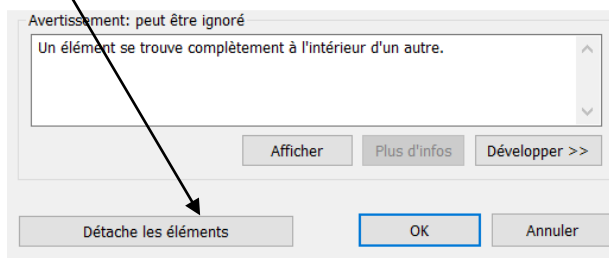 Avertissement: peut être ignoré
Un élément se trouve complètement à l'intérieur d'un autre.
Afficher
Plus d'infos
Développer >>
Détache les éléments
OK
Annuler